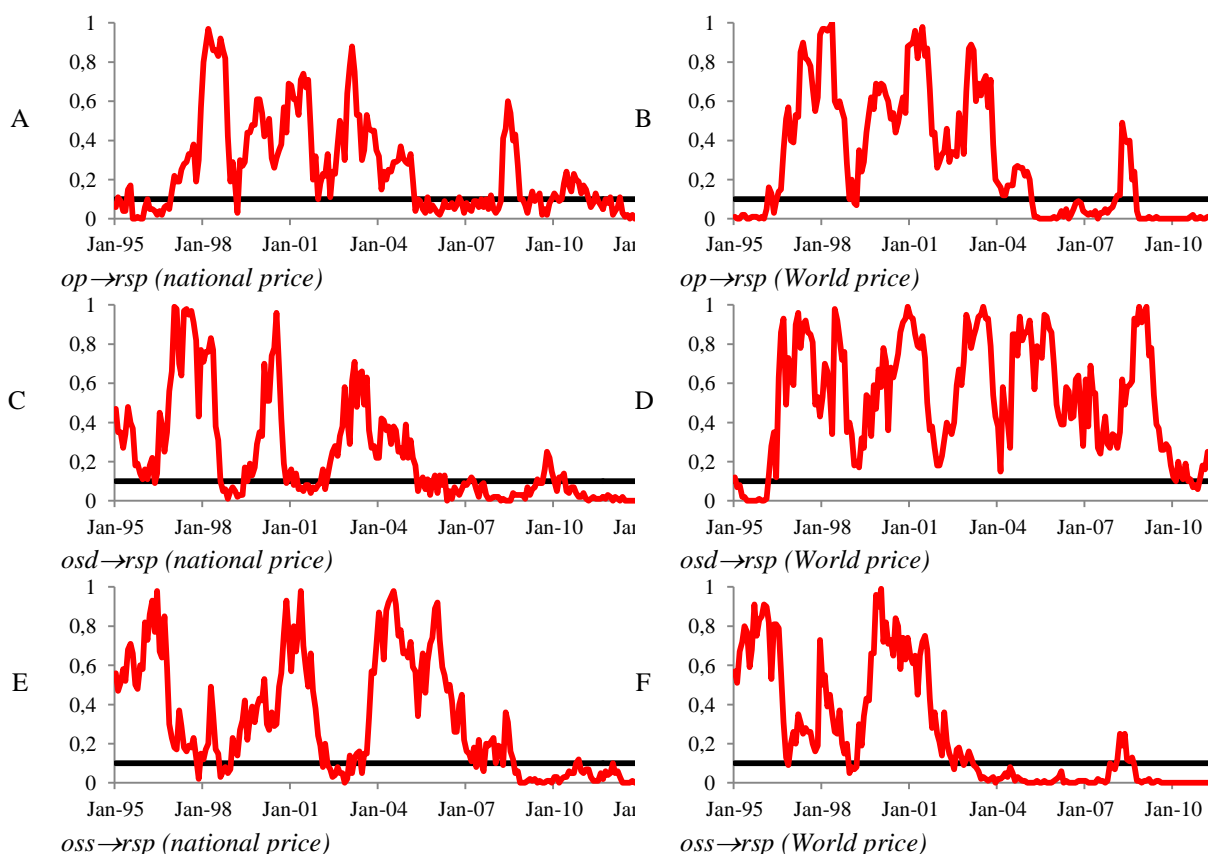 1 1
0,8 0,8
0,6 0,6
A B
0,4 0,4
0,2 0,2
0 0
Jan-95 Jan-98 Jan-01 Jan-04 Jan-07 Jan-10 Jan Jan-95 Jan-98 Jan-01 Jan-04 Jan-07 Jan-10
op→rsp (national price) op→rsp (World price)
1 1
0,8 0,8
0,6 0,6
C D
0,4 0,4
0,2 0,2
0 0
Jan-95 Jan-98 Jan-01 Jan-04 Jan-07 Jan-10 Jan Jan-95 Jan-98 Jan-01 Jan-04 Jan-07 Jan-10
osd→rsp (national price) osd→rsp (World price)
1 1
0,8 0,8
0,6 0,6
E F
0,4 0,4
0,2 0,2
0 0
Jan-95 Jan-98 Jan-01 Jan-04 Jan-07 Jan-10 Jan Jan-95 Jan-98 Jan-01 Jan-04 Jan-07 Jan-10
oss→rsp (national price) oss→rsp (World price)